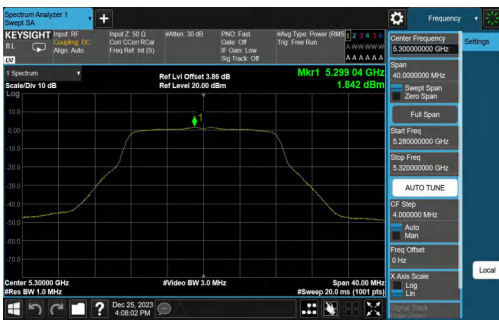 Spectrum Analyzer 1
Swept SA
+
Frequency
KEYSIGHT
RL
Input: RF
Coupling: DC
Align: Auto
Input Z: 50 Ω
Corr CCorr RCal
Freq Ref: Int (S)
#Atten: 30 dB
PNO: Fast
Gate: Off
IF Gain: Low
Sig Track: Off
#Avg Type: Power (RMS)
Trig: Free Run
1 2 3 4 5 6
A W W W W W
A A A A A A
LV
1 Spectrum
Scale/Div 10 dB
Log
Ref Lvl Offset 3.86 dB
Ref Level 20.00 dBm
Mkr1 5.299 04 GHz
1.842 dBm
1
10.0
0.00
-10.0
-20.0
-30.0
-40.0
-50.0
-60.0
-70.0
Center 5.30000 GHz
#Res BW 1.0 MHz
#Video BW 3.0 MHz
Span 40.00 MHz
#Sweep 20.0 ms (1001 pts)
Center Frequency
5.300000000 GHz
Settings
Span
40.0000000 MHz
Swept Span
Zero Span
Full Span
Start Freq
5.280000000 GHz
Stop Freq
5.320000000 GHz
AUTO TUNE
CF Step
4.000000 MHz
Auto
Man
Freq Offset
0 Hz
X Axis Scale
Log
Lin
Local
Signal Track
?
Dec 25, 2023
4:08:02 PM